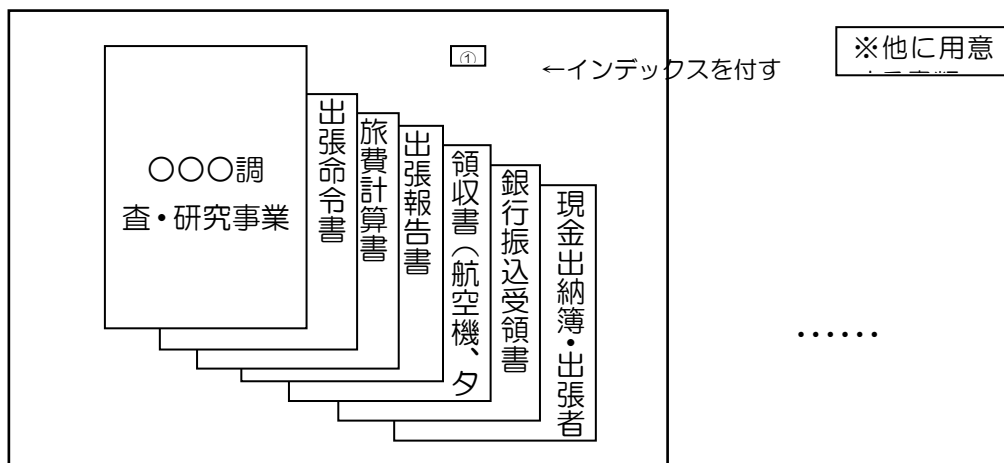 ①
←インデックスを付す
※他に用意
〇〇〇調
査・研究事業
出張命令書
旅費計算書
出張報告書
領収書（航空機、タ
銀行振込受領書
現金出納簿・出張者
……